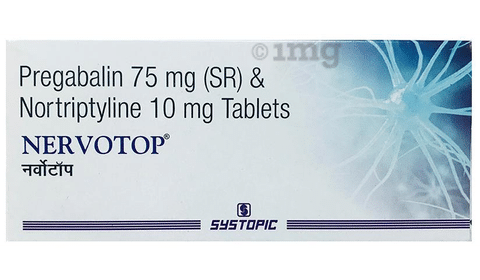 1mg
Pregabalin 75 mg (SR) &
Nortriptyline 10 mg Tablets
NERVOTOP®
नर्वोटॉप
S
SYSTOPIC